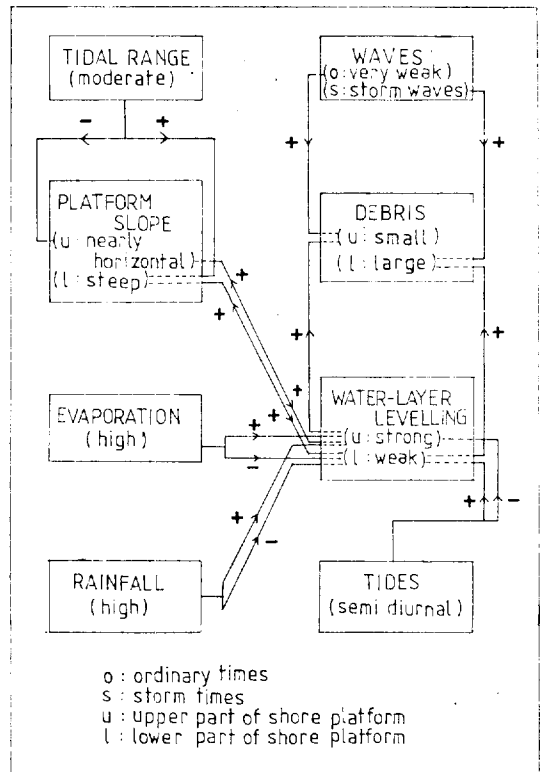 TIDAL RANGE
(moderate)
WAVES
(o : very weak)
(s : storm waves)
−
+
+
+
PLATFORM
SLOPE
(u : nearly
horizontal)
(l : steep)
DEBRIS
(u : small)
(l : large)
+
+
+
+
+
+
EVAPORATION
(high)
+
−
WATER-LAYER
LEVELLING
(u : strong)
(l : weak)
+
−
+
−
RAINFALL
(high)
TIDES
(semi diurnal)
o : ordinary times
s : storm times
u : upper part of shore platform
l : lower part of shore platform